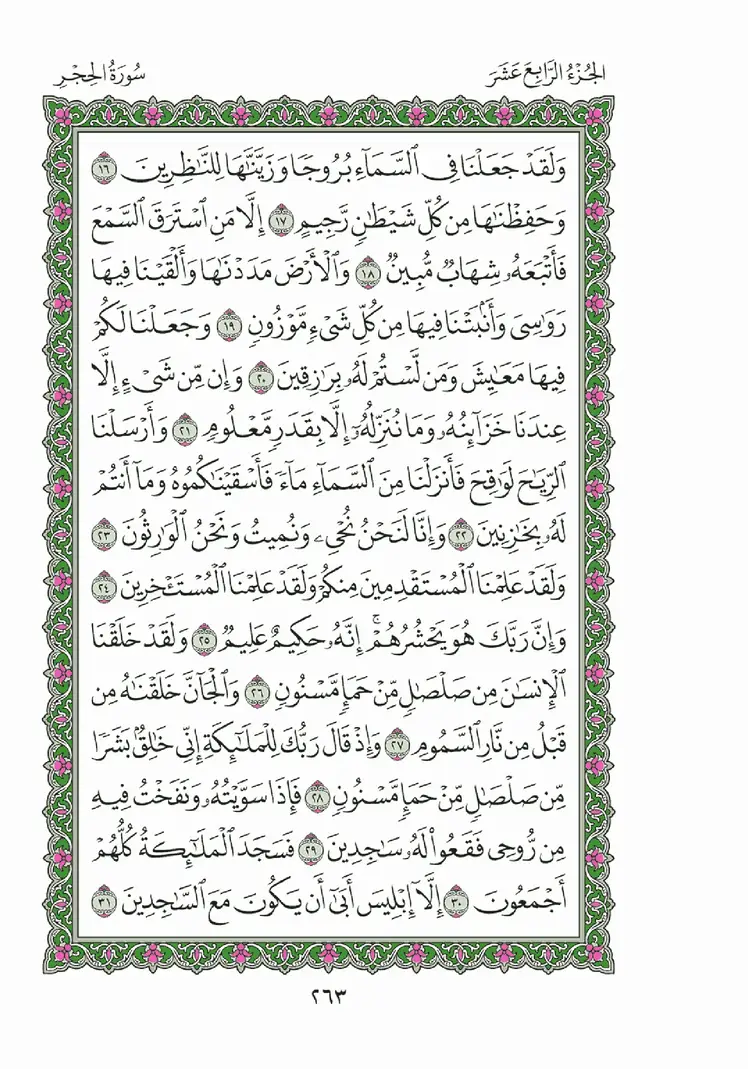 الجُزْءُ الرَّابِعَ عَشَرَ
سُورَةُ الحِجْرِ
وَلَقَدْ جَعَلْنَا فِي ٱلسَّمَآءِ بُرُوجًا وَزَيَّنَّٰهَا لِلنَّٰظِرِينَ ١٦
وَحَفِظْنَٰهَا مِن كُلِّ شَيْطَٰنٍ رَّجِيمٍ ١٧ إِلَّا مَنِ ٱسْتَرَقَ ٱلسَّمْعَ
فَأَتْبَعَهُۥ شِهَابٌ مُّبِينٌ ١٨ وَٱلْأَرْضَ مَدَدْنَٰهَا وَأَلْقَيْنَا فِيهَا
رَوَٰسِيَ وَأَنۢبَتْنَا فِيهَا مِن كُلِّ شَيْءٍ مَّوْزُونٍ ١٩ وَجَعَلْنَا لَكُمْ
فِيهَا مَعَٰيِشَ وَمَن لَّسْتُمْ لَهُۥ بِرَٰزِقِينَ ٢٠ وَإِن مِّن شَيْءٍ إِلَّا
عِندَنَا خَزَآئِنُهُۥ وَمَا نُنَزِّلُهُۥٓ إِلَّا بِقَدَرٍ مَّعْلُومٍ ٢١ وَأَرْسَلْنَا
ٱلرِّيَٰحَ لَوَٰقِحَ فَأَنزَلْنَا مِنَ ٱلسَّمَآءِ مَآءً فَأَسْقَيْنَٰكُمُوهُ وَمَآ أَنتُمْ
لَهُۥ بِخَٰزِنِينَ ٢٢ وَإِنَّا لَنَحْنُ نُحْيِۦ وَنُمِيتُ وَنَحْنُ ٱلْوَٰرِثُونَ ٢٣
وَلَقَدْ عَلِمْنَا ٱلْمُسْتَقْدِمِينَ مِنكُمْ وَلَقَدْ عَلِمْنَا ٱلْمُسْتَـْٔخِرِينَ ٢٤
وَإِنَّ رَبَّكَ هُوَ يَحْشُرُهُمْۚ إِنَّهُۥ حَكِيمٌ عَلِيمٌ ٢٥ وَلَقَدْ خَلَقْنَا
ٱلْإِنسَٰنَ مِن صَلْصَٰلٍ مِّنْ حَمَإٍ مَّسْنُونٍ ٢٦ وَٱلْجَآنَّ خَلَقْنَٰهُ مِن
قَبْلُ مِن نَّارِ ٱلسَّمُومِ ٢٧ وَإِذْ قَالَ رَبُّكَ لِلْمَلَٰٓئِكَةِ إِنِّي خَٰلِقٌۢ بَشَرًا
مِّن صَلْصَٰلٍ مِّنْ حَمَإٍ مَّسْنُونٍ ٢٨ فَإِذَا سَوَّيْتُهُۥ وَنَفَخْتُ فِيهِ
مِن رُّوحِي فَقَعُوا۟ لَهُۥ سَٰجِدِينَ ٢٩ فَسَجَدَ ٱلْمَلَٰٓئِكَةُ كُلُّهُمْ
أَجْمَعُونَ ٣٠ إِلَّآ إِبْلِيسَ أَبَىٰٓ أَن يَكُونَ مَعَ ٱلسَّٰجِدِينَ ٣١
٢٦٣